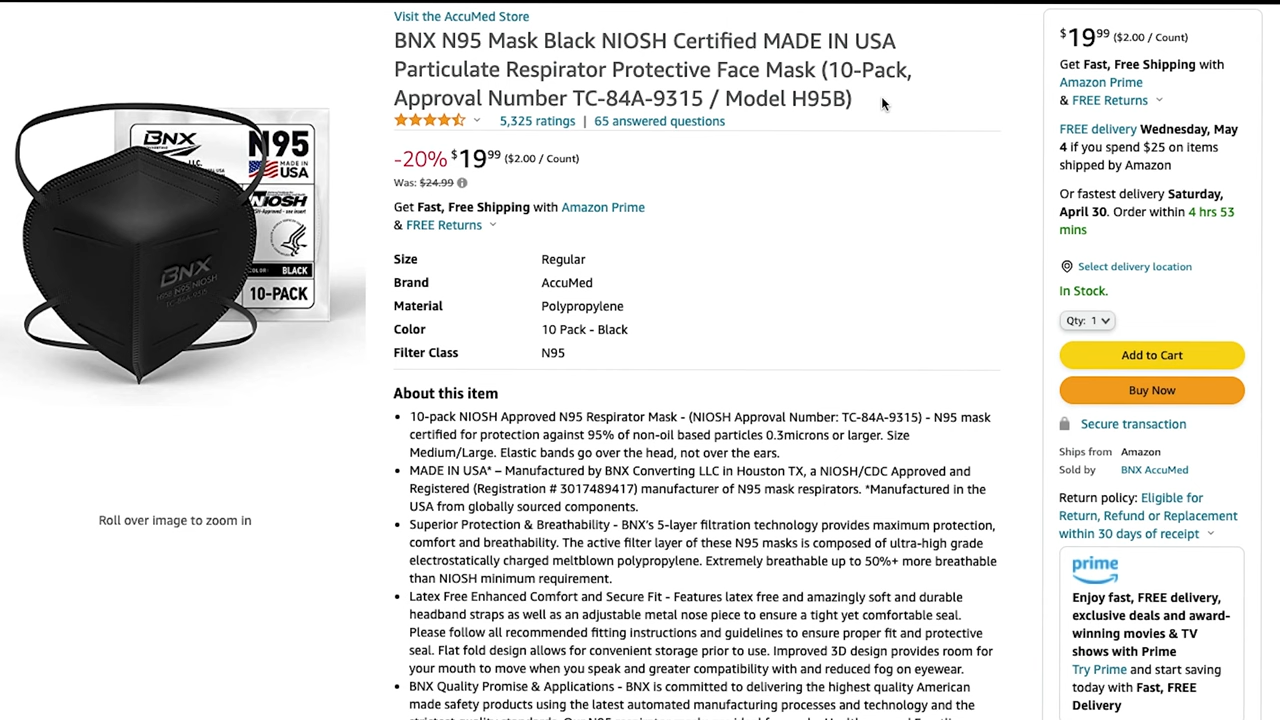 Visit the AccuMed Store
BNX N95 Mask Black NIOSH Certified MADE IN USA
Particulate Respirator Protective Face Mask (10-Pack,
Approval Number TC-84A-9315 / Model H95B)
5,325 ratings | 65 answered questions
-20% $1999 ($2.00 / Count)
Was: $24.99
Get Fast, Free Shipping with Amazon Prime
& FREE Returns
Size Regular
Brand AccuMed
Material Polypropylene
Color 10 Pack - Black
Filter Class N95
About this item
• 10-pack NIOSH Approved N95 Respirator Mask - (NIOSH Approval Number: TC-84A-9315) - N95 mask
certified for protection against 95% of non-oil based particles 0.3microns or larger. Size
Medium/Large. Elastic bands go over the head, not over the ears.
• MADE IN USA* – Manufactured by BNX Converting LLC in Houston TX, a NIOSH/CDC Approved and
Registered (Registration # 3017489417) manufacturer of N95 mask respirators. *Manufactured in the
USA from globally sourced components.
• Superior Protection & Breathability - BNX's 5-layer filtration technology provides maximum protection,
comfort and breathability. The active filter layer of these N95 masks is composed of ultra-high grade
electrostatically charged meltblown polypropylene. Extremely breathable up to 50%+ more breathable
than NIOSH minimum requirement.
• Latex Free Enhanced Comfort and Secure Fit - Features latex free and amazingly soft and durable
headband straps as well as an adjustable metal nose piece to ensure a tight yet comfortable seal.
Please follow all recommended fitting instructions and guidelines to ensure proper fit and protective
seal. Flat fold design allows for convenient storage prior to use. Improved 3D design provides room for
your mouth to move when you speak and greater compatibility with and reduced fog on eyewear.
• BNX Quality Promise & Applications - BNX is committed to delivering the highest quality American
made safety products using the latest automated manufacturing processes and technology and the
BNX
N95
MADE IN
USA
NIOSH
BLACK
10-PACK
BNX
Roll over image to zoom in
$1999 ($2.00 / Count)
Get Fast, Free Shipping with
Amazon Prime
& FREE Returns
FREE delivery Wednesday, May
4 if you spend $25 on items
shipped by Amazon
Or fastest delivery Saturday,
April 30. Order within 4 hrs 53
mins
Select delivery location
In Stock.
Qty: 1
Add to Cart
Buy Now
Secure transaction
Ships from Amazon
Sold by BNX AccuMed
Return policy: Eligible for
Return, Refund or Replacement
within 30 days of receipt
prime
Enjoy fast, FREE delivery,
exclusive deals and award-
winning movies & TV
shows with Prime
Try Prime and start saving
today with Fast, FREE
Delivery